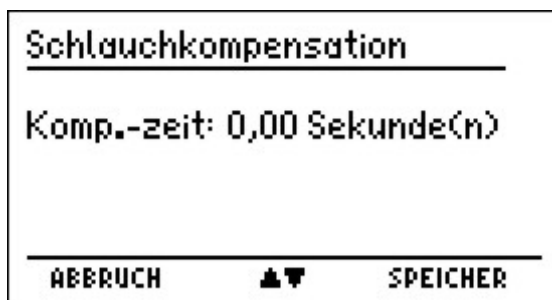 Schlauchkompensation
Komp.-zeit: 0,00 Sekunde(n)
ABBRUCH ▲▼ SPEICHER